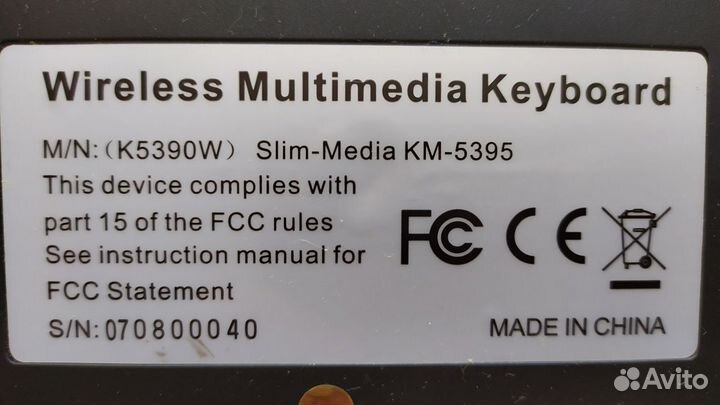 Wireless Multimedia Keyboard
M/N:(K5390W) Slim-Media KM-5395
This device complies with
part 15 of the FCC rules
See instruction manual for
FCC Statement
S/N:070800040
FC CE
MADE IN CHINA
Avito